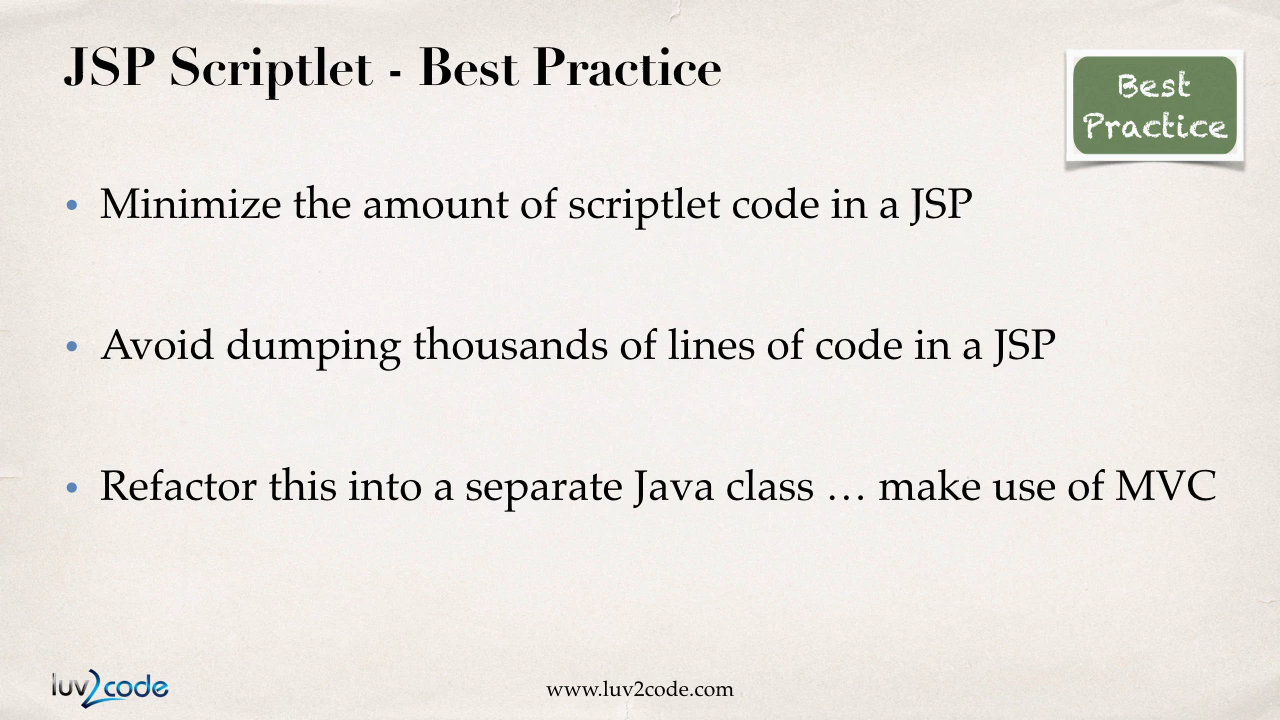 JSP Scriptlet - Best Practice
Best
Practice
• Minimize the amount of scriptlet code in a JSP
• Avoid dumping thousands of lines of code in a JSP
• Refactor this into a separate Java class … make use of MVC
luv2code
www.luv2code.com